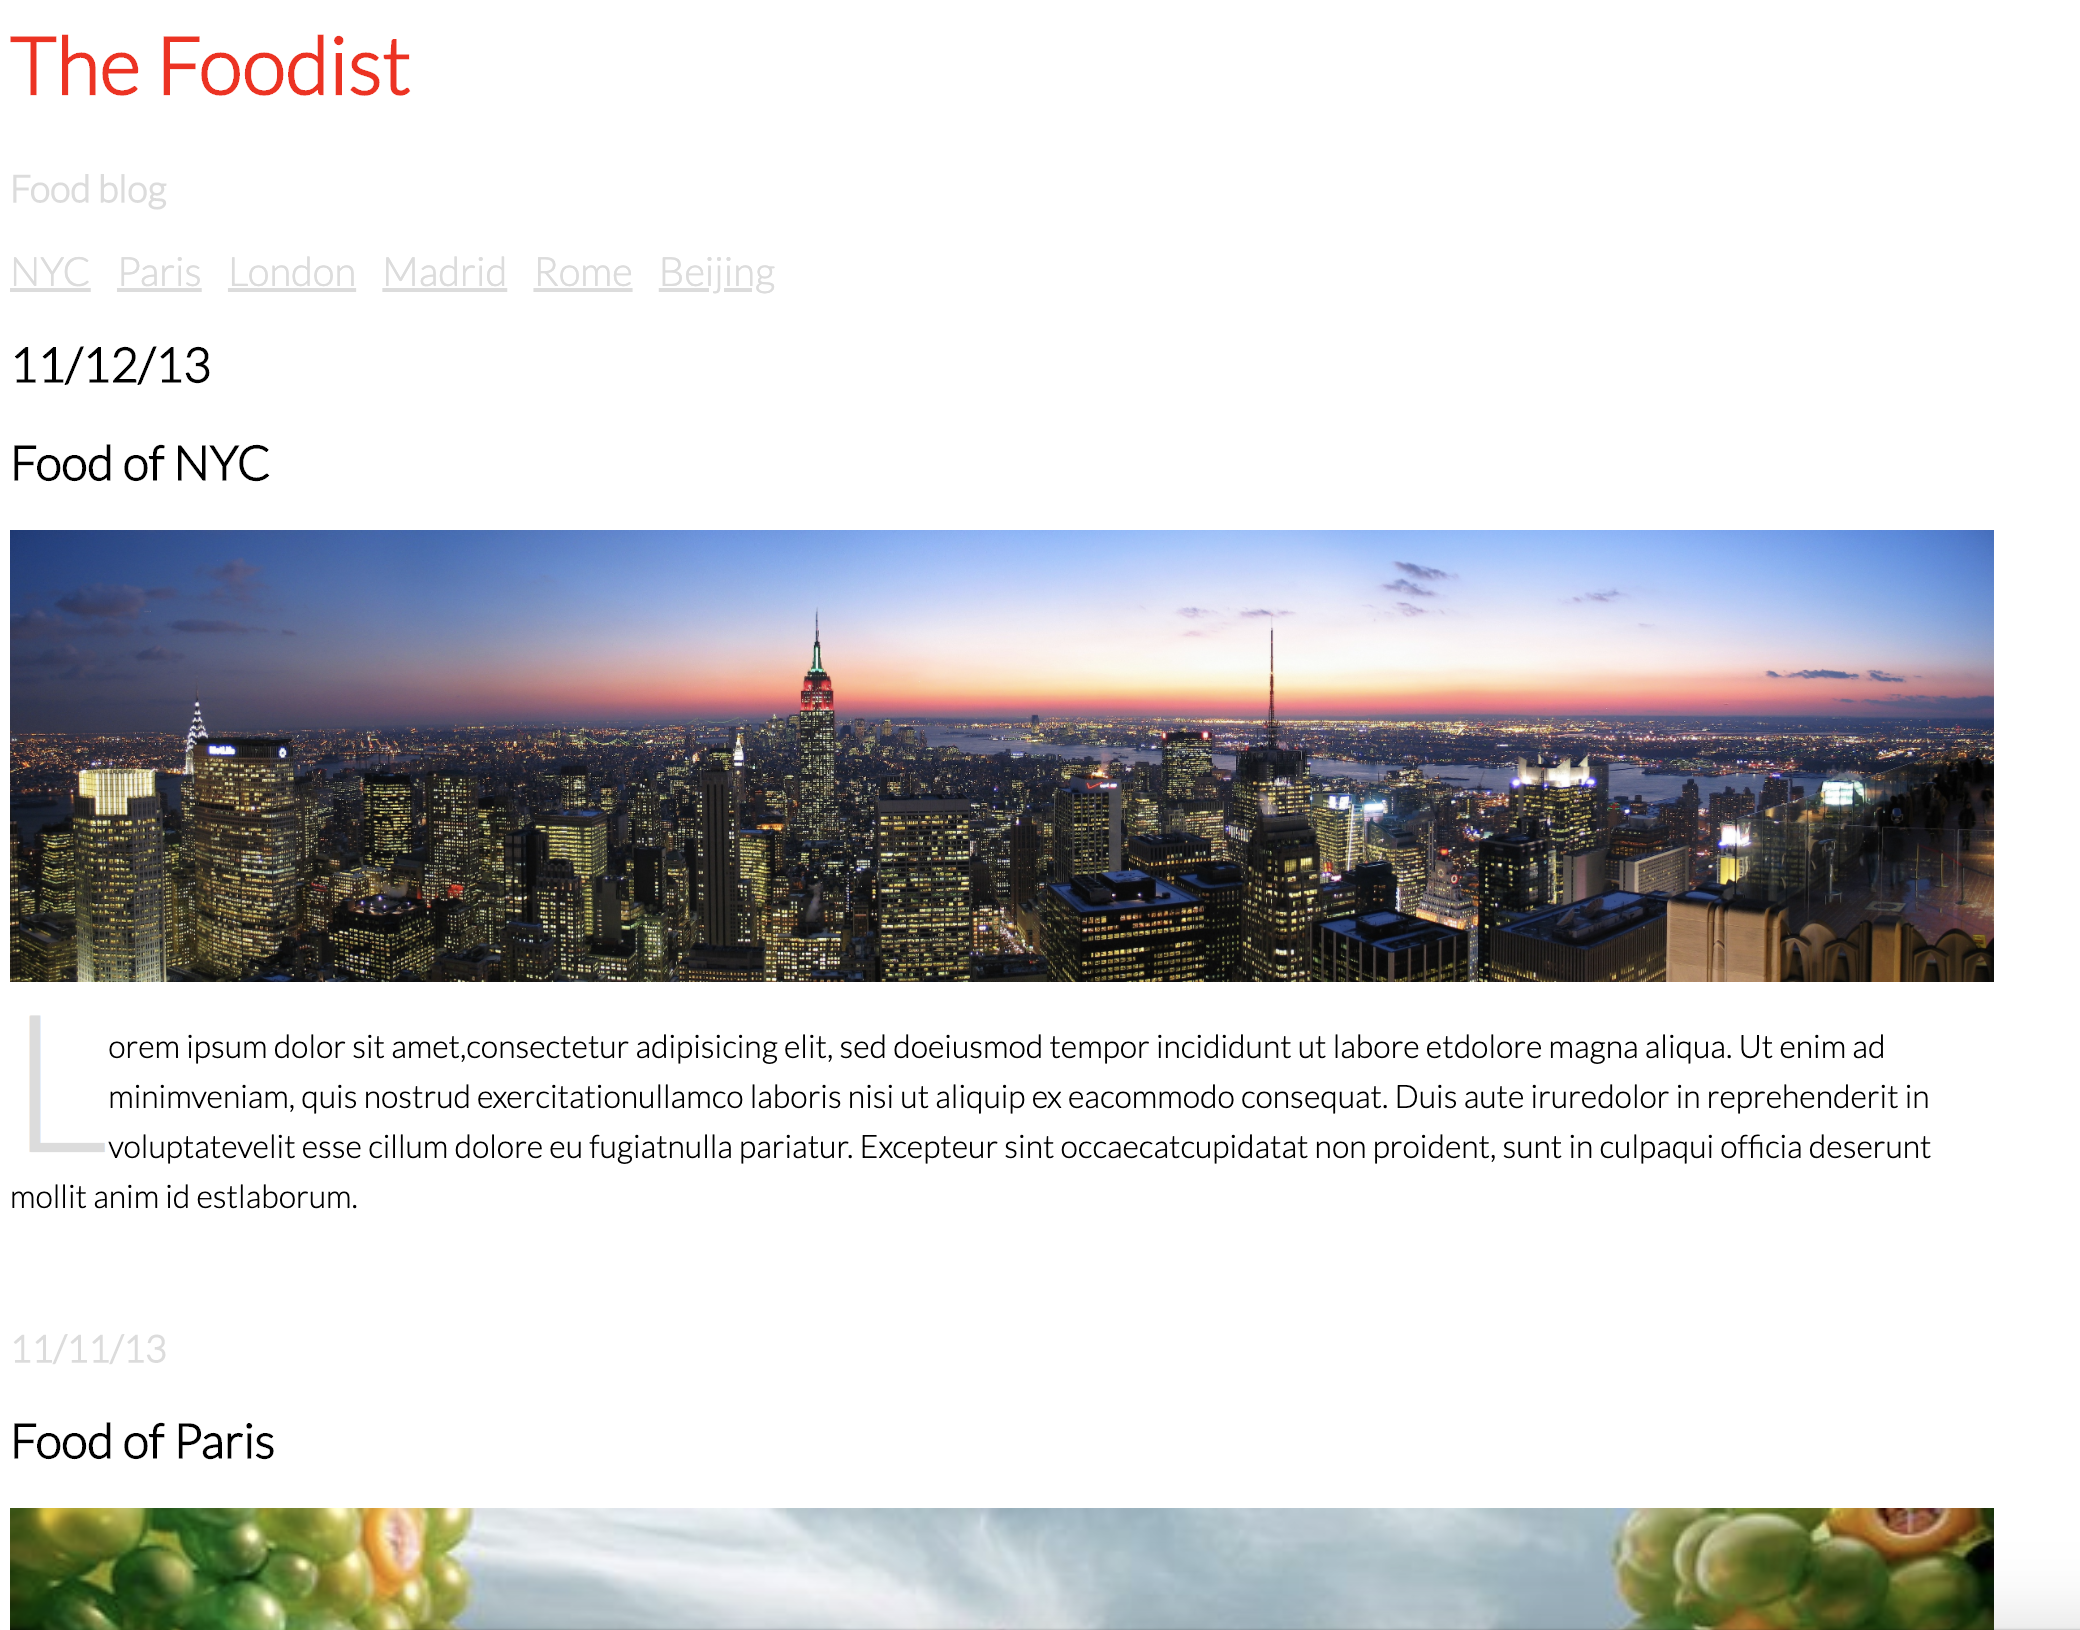 The Foodist
Food blog
NYC Paris London Madrid Rome Beijing
11/12/13
Food of NYC
MetLife
Lorem ipsum dolor sit amet,consectetur adipisicing elit, sed doeiusmod tempor incididunt ut labore etdolore magna aliqua. Ut enim ad
minimveniam, quis nostrud exercitationullamco laboris nisi ut aliquip ex eacommodo consequat. Duis aute iruredolor in reprehenderit in
voluptatevelit esse cillum dolore eu fugiatnulla pariatur. Excepteur sint occaecatcupidatat non proident, sunt in culpaqui officia deserunt
mollit anim id estlaborum.
11/11/13
Food of Paris